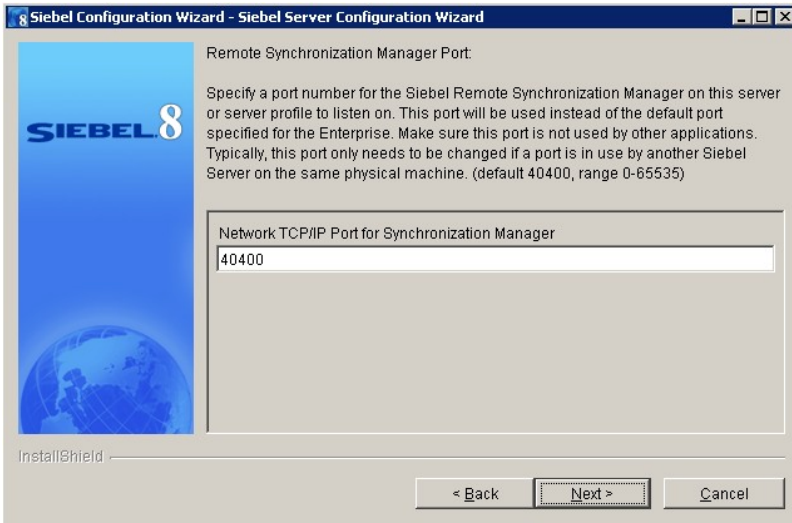 Siebel Configuration Wizard - Siebel Server Configuration Wizard
Remote Synchronization Manager Port:
Specify a port number for the Siebel Remote Synchronization Manager on this server
or server profile to listen on. This port will be used instead of the default port
specified for the Enterprise. Make sure this port is not used by other applications.
Typically, this port only needs to be changed if a port is in use by another Siebel
Server on the same physical machine. (default 40400, range 0-65535)
SIEBEL.8
Network TCP/IP Port for Synchronization Manager
40400
InstallShield
< Back
Next >
Cancel